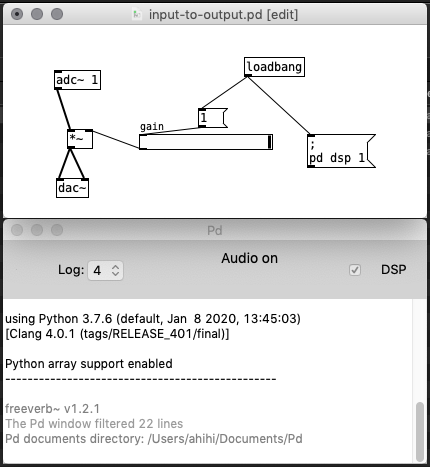 input-to-output.pd [edit]
loadbang
adc~ 1
1
gain
*~
;
pd dsp 1
dac~
Pd
Audio on
Log: 4
DSP
using Python 3.7.6 (default, Jan  8 2020, 13:45:03)
[Clang 4.0.1 (tags/RELEASE_401/final)]
Python array support enabled
------------------------------------------------
freeverb~ v1.2.1
The Pd window filtered 22 lines
Pd documents directory: /Users/ahihi/Documents/Pd